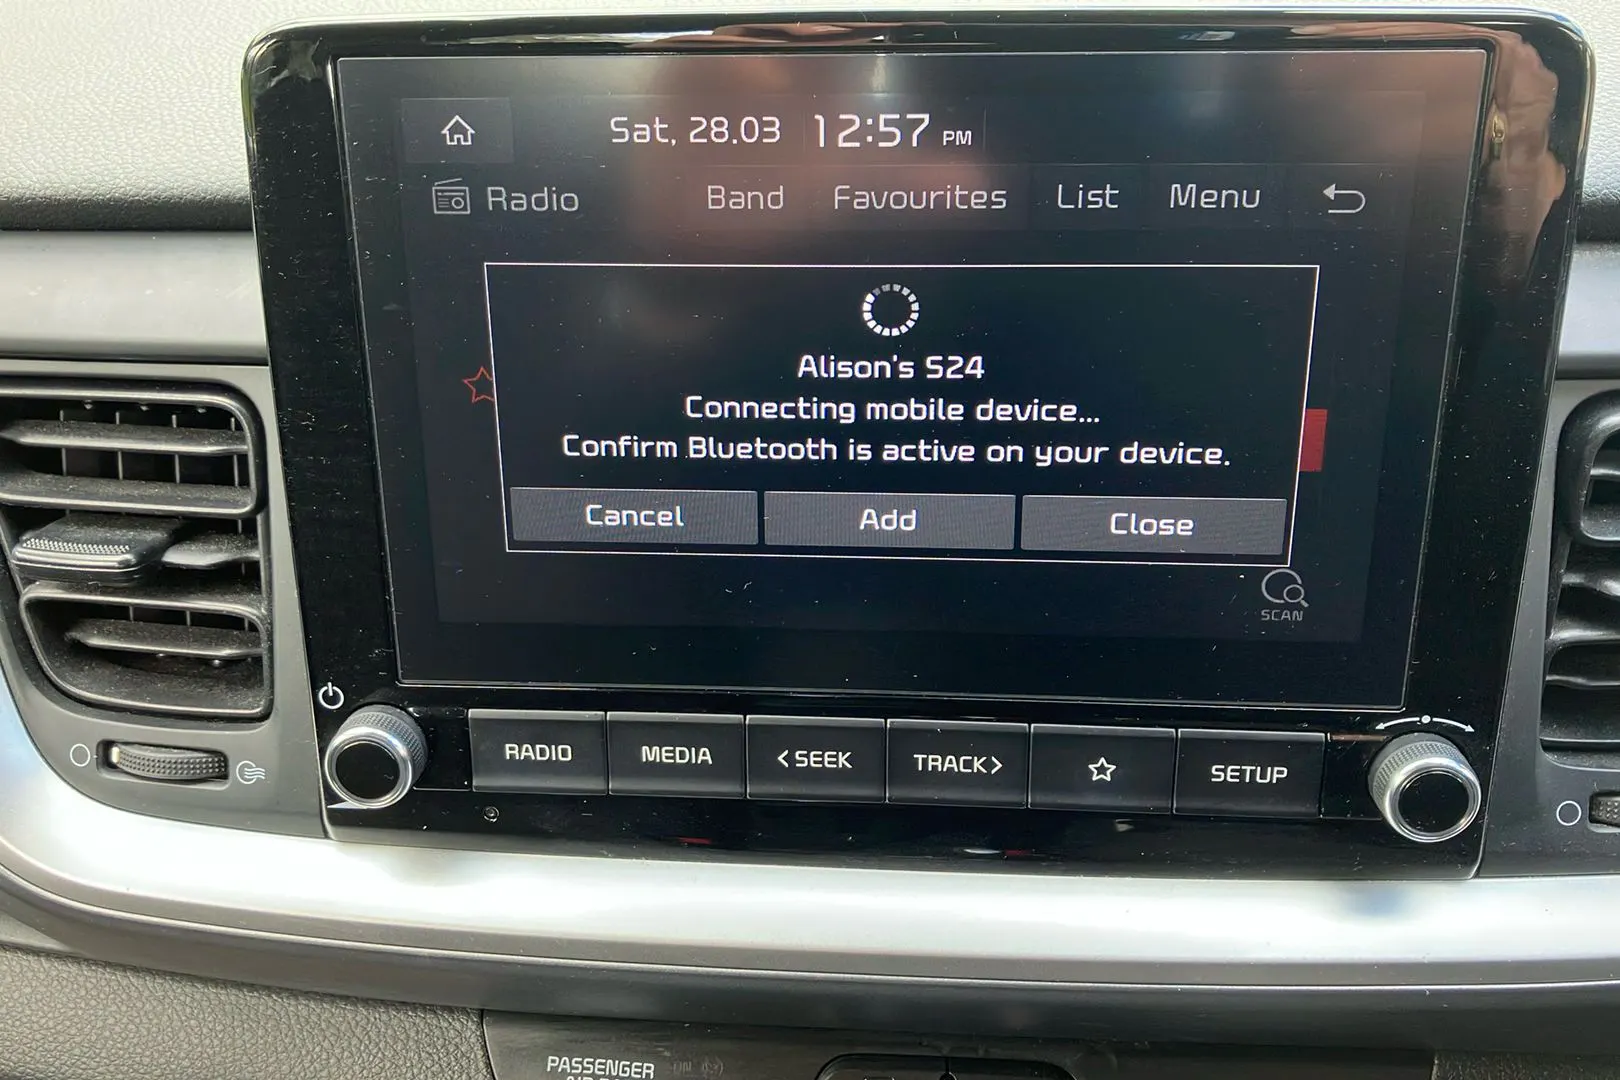 Sat, 28.03 12:57 PM
Radio Band Favourites List Menu
Alison's S24
Connecting mobile device...
Confirm Bluetooth is active on your device.
Cancel Add Close
SCAN
RADIO MEDIA <SEEK TRACK> SETUP
PASSENGER